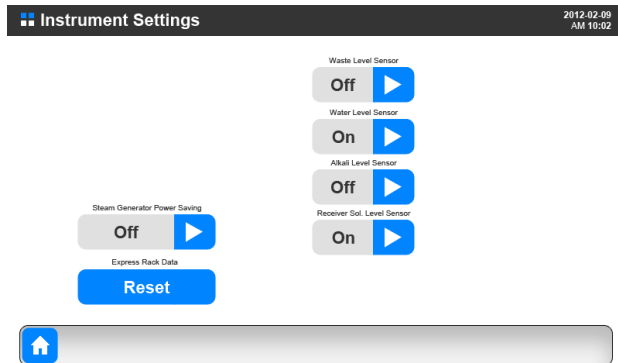 Instrument Settings
2012-02-09
AM 10:02
Waste Level Sensor
Off
Water Level Sensor
On
Alkali Level Sensor
Off
Receiver Sol. Level Sensor
On
Steam Generator Power Saving
Off
Express Rack Data
Reset